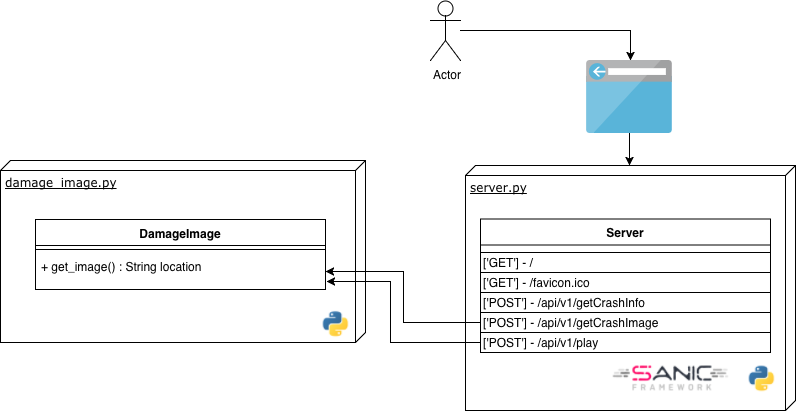 Actor
damage_image.py
DamageImage
+ get_image() : String location
server.py
Server
['GET'] - /
['GET'] - /favicon.ico
['POST'] - /api/v1/getCrashInfo
['POST'] - /api/v1/getCrashImage
['POST'] - /api/v1/play
SANIC
FRAMEWORK